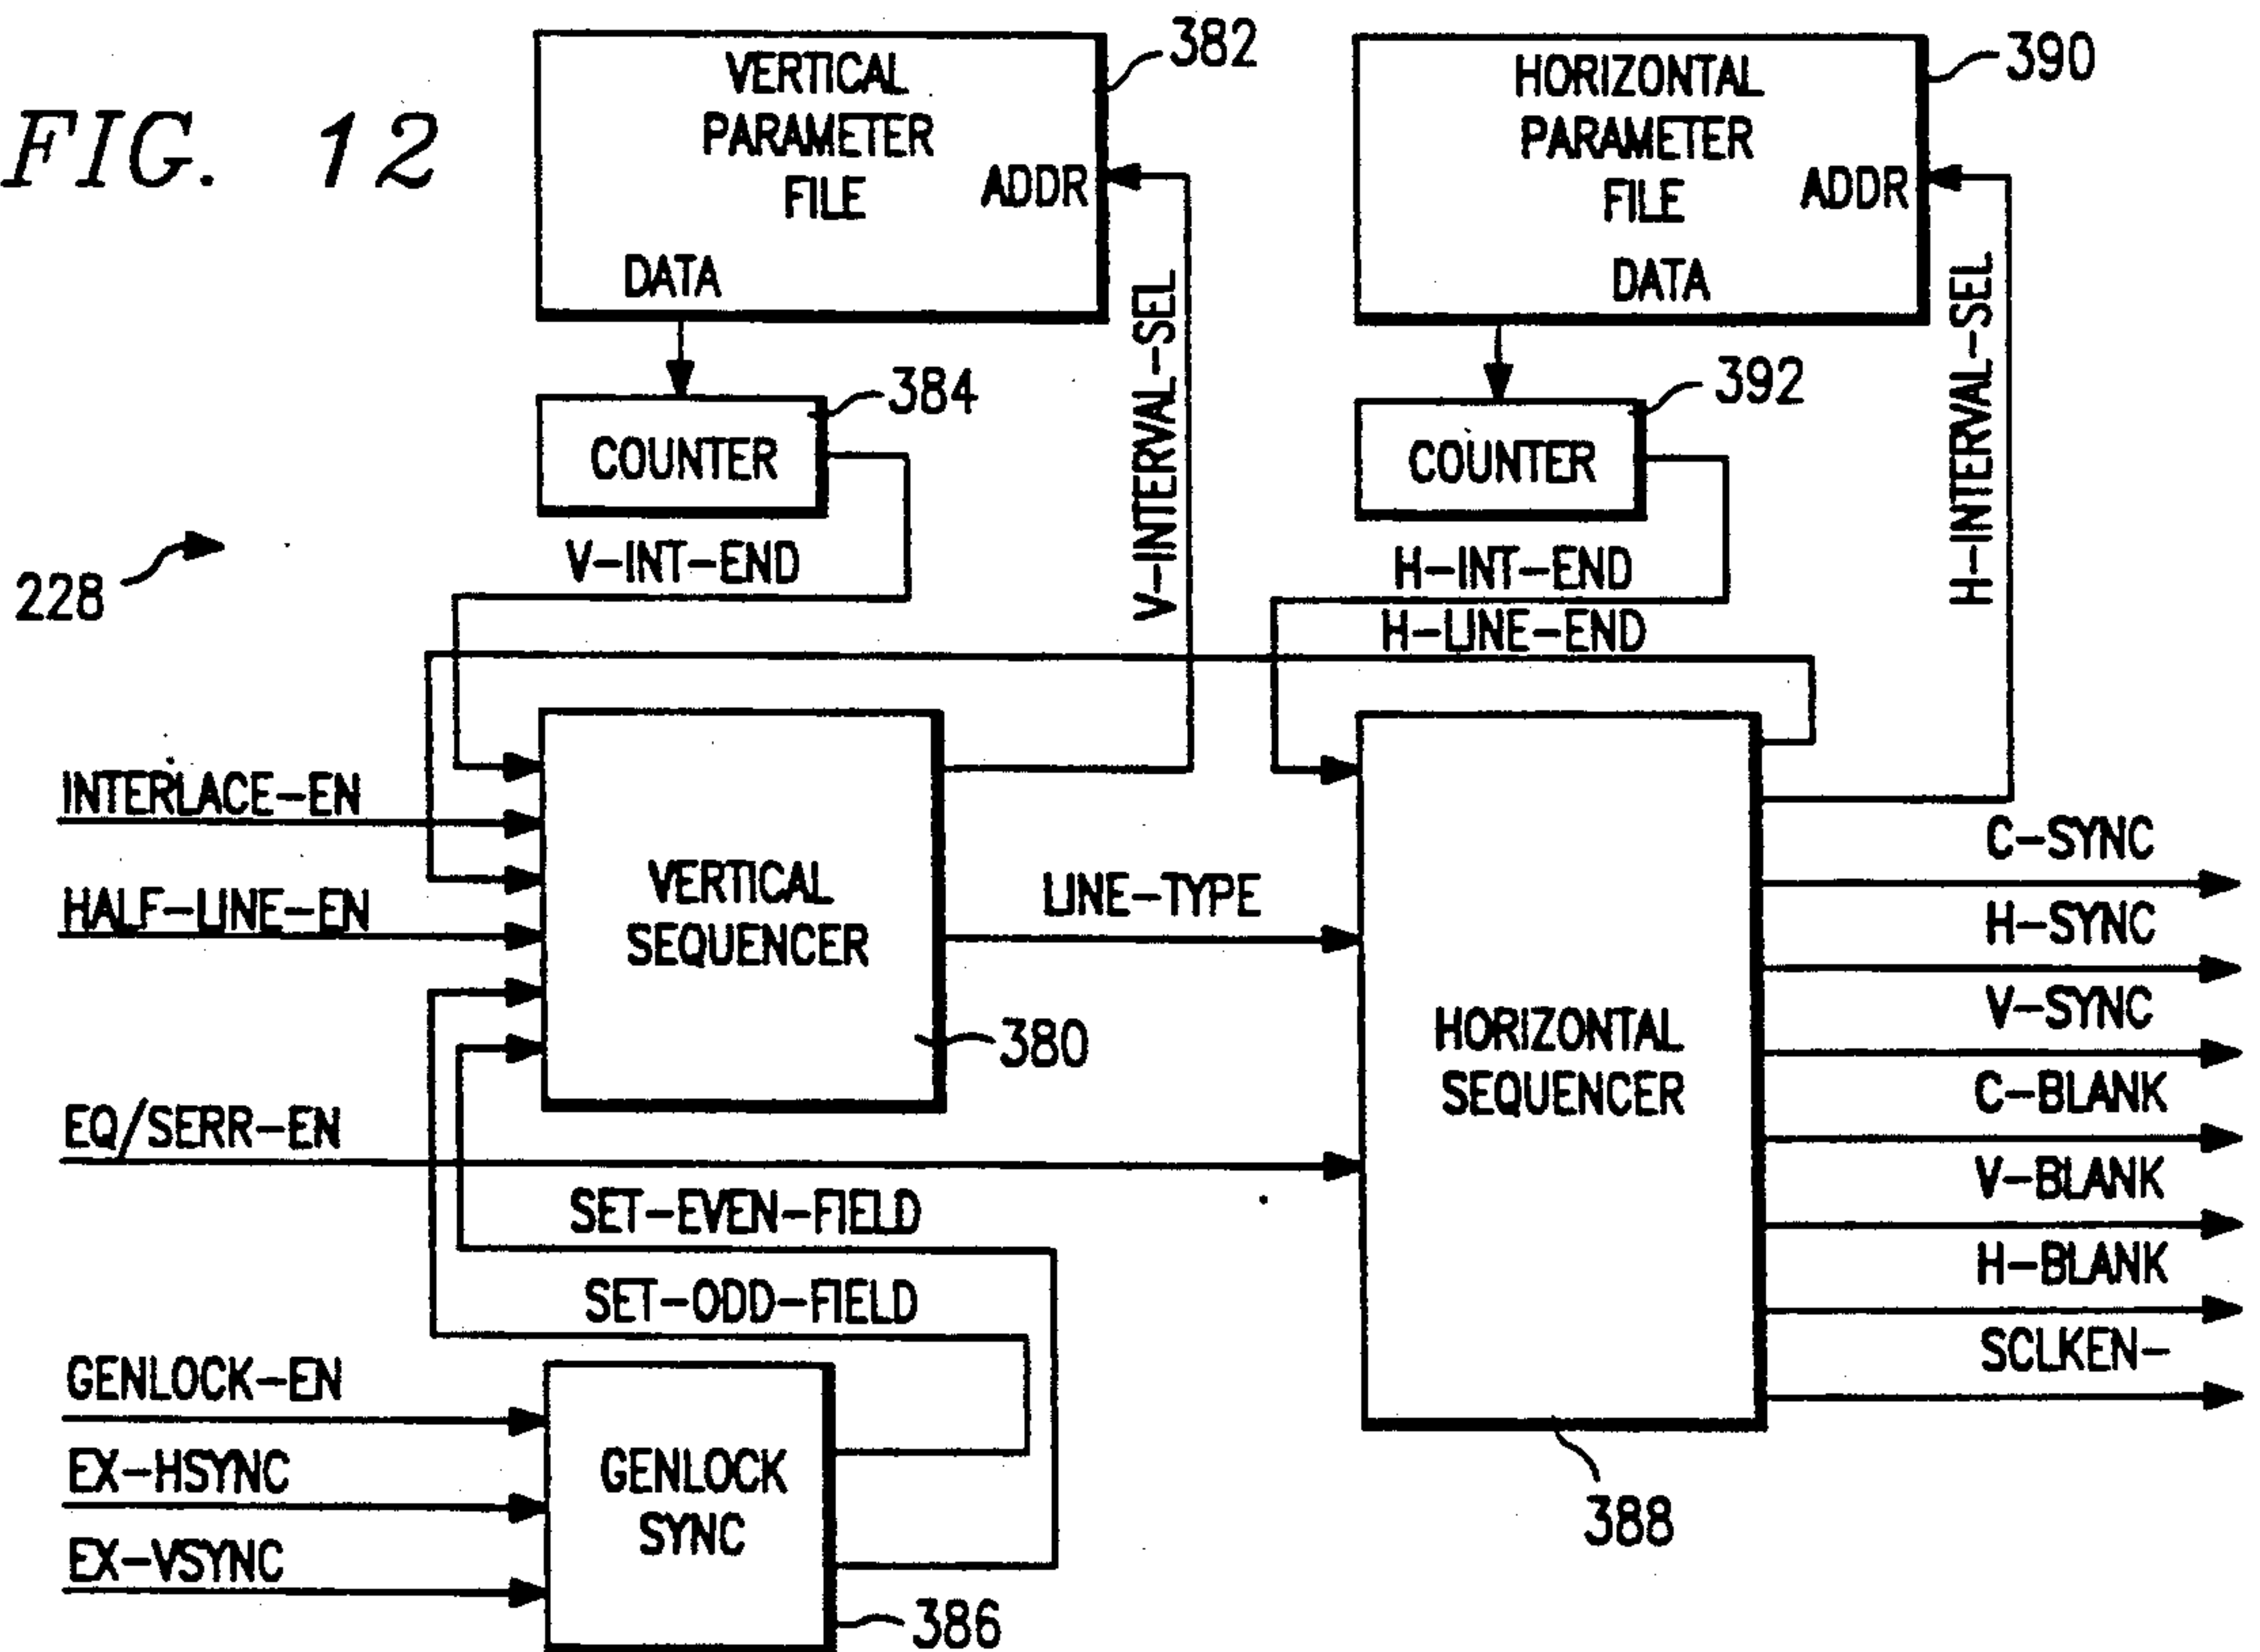 FIG. 12
382
VERTICAL
PARAMETER
FILE
ADDR
DATA
390
HORIZONTAL
PARAMETER
FILE
ADDR
DATA
384
COUNTER
V-INT-END
V-INTERVAL-SEL
392
COUNTER
H-INT-END
H-LINE-END
H-INTERVAL-SEL
228
INTERLACE-EN
HALF-LINE-EN
VERTICAL
SEQUENCER
380
LINE-TYPE
HORIZONTAL
SEQUENCER
388
C-SYNC
H-SYNC
V-SYNC
C-BLANK
V-BLANK
H-BLANK
SCLKEN-
EQ/SERR-EN
SET-EVEN-FIELD
SET-ODD-FIELD
GENLOCK-EN
EX-HSYNC
EX-VSYNC
GENLOCK
SYNC
386